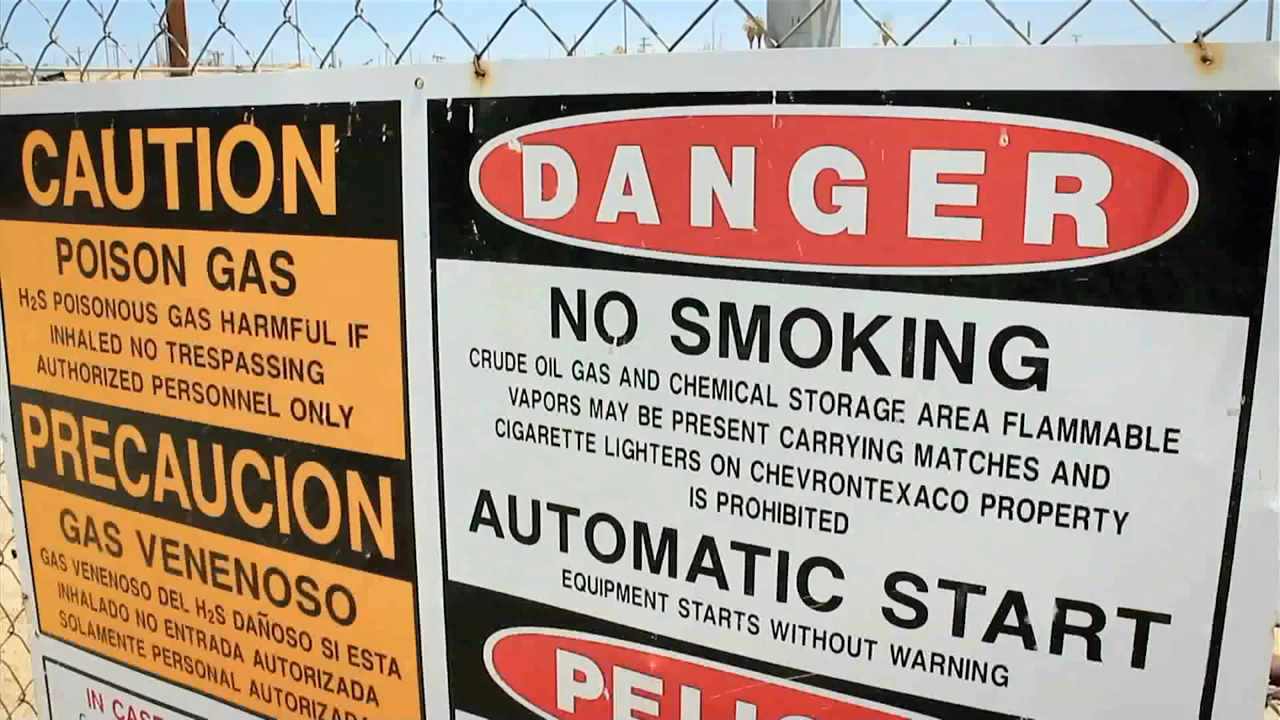 CAUTION
POISON GAS
H₂S POISONOUS GAS HARMFUL IF
INHALED NO TRESPASSING
AUTHORIZED PERSONNEL ONLY
PRECAUCION
GAS VENENOSO
GAS VENENOSO DEL H₂S DAÑOSO SI ESTA
INHALADO NO ENTRADA AUTORIZADA
SOLAMENTE PERSONAL AUTORIZADA
IN CASE
DANGER
NO SMOKING
CRUDE OIL GAS AND CHEMICAL STORAGE AREA FLAMMABLE
VAPORS MAY BE PRESENT CARRYING MATCHES AND
CIGARETTE LIGHTERS ON CHEVRONTEXACO PROPERTY
IS PROHIBITED
AUTOMATIC START
EQUIPMENT STARTS WITHOUT WARNING